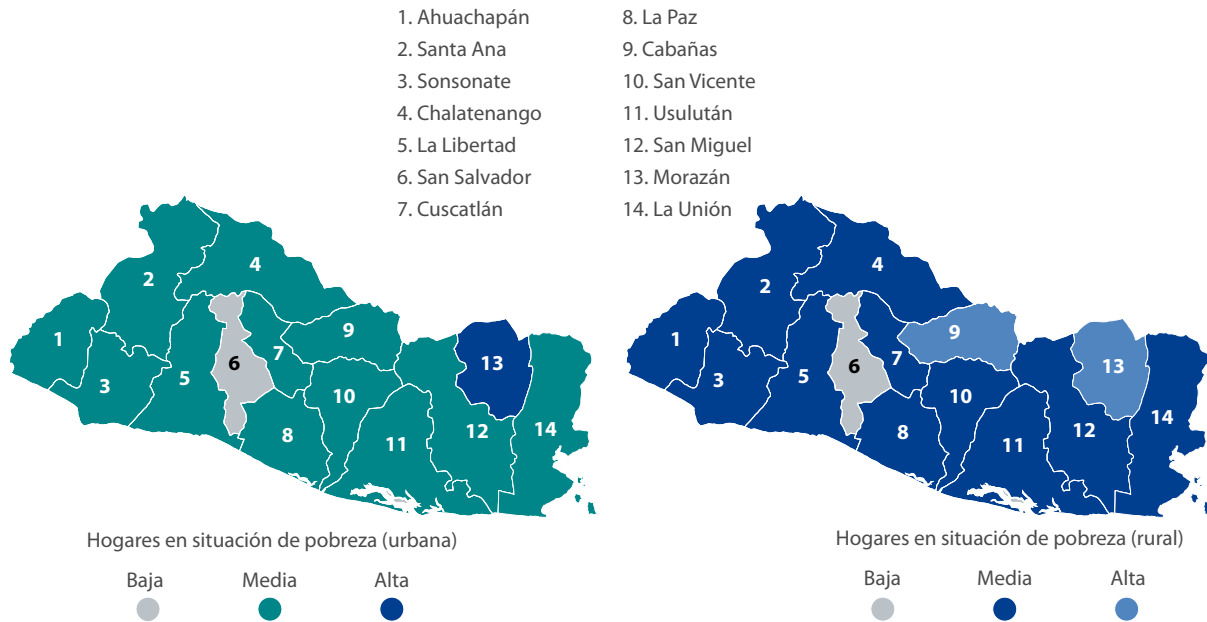 1. Ahuachapán
2. Santa Ana
3. Sonsonate
4. Chalatenango
5. La Libertad
6. San Salvador
7. Cuscatlán
8. La Paz
9. Cabañas
10. San Vicente
11. Usulután
12. San Miguel
13. Morazán
14. La Unión
1
2
3
4
5
6
7
8
9
10
11
12
13
14
Hogares en situación de pobreza (urbana)
Baja Media Alta
1
2
3
4
5
6
7
8
9
10
11
12
13
14
Hogares en situación de pobreza (rural)
Baja Media Alta